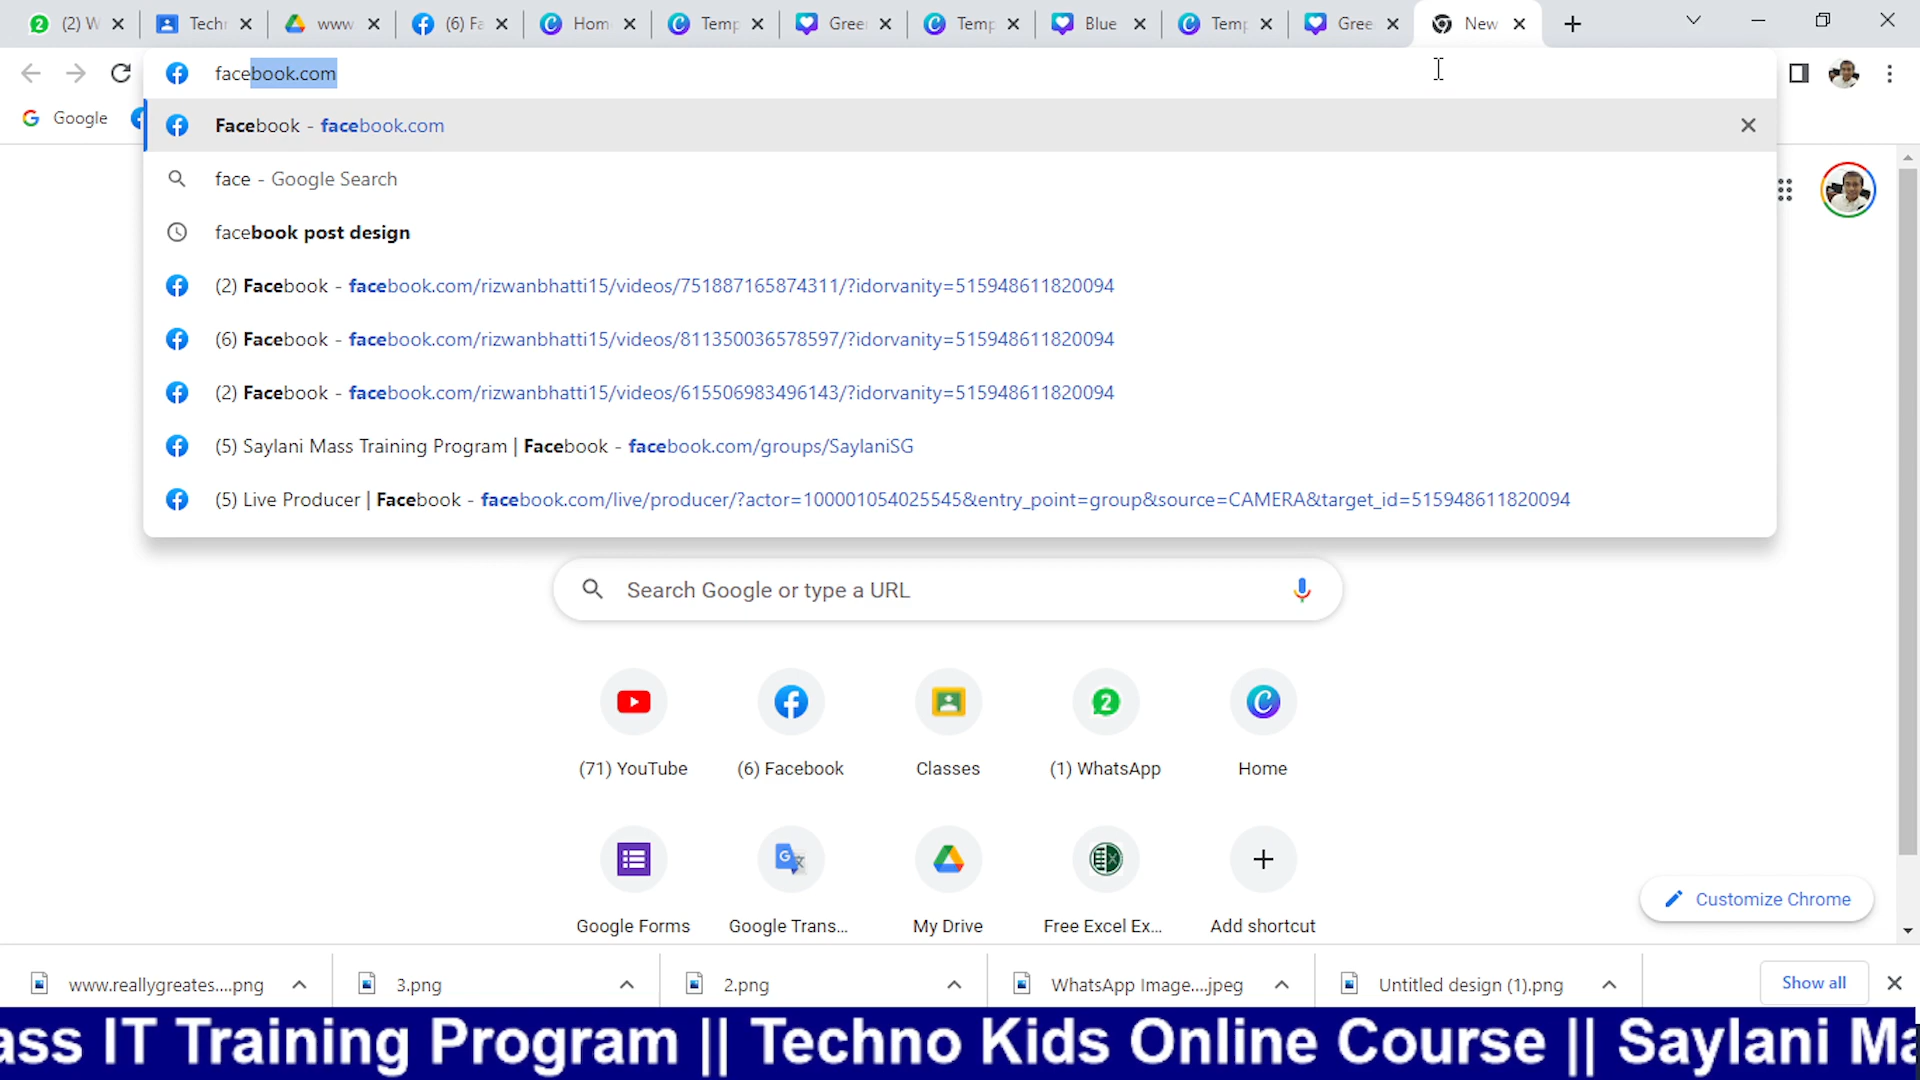 (2) W
Techn
www
(6) Fa
Hom
Temp
Gree
Temp
Blue
Temp
Gree
New
facebook.com
Google
Facebook - facebook.com
face - Google Search
facebook post design
(2) Facebook - facebook.com/rizwanbhatti15/videos/751887165874311/?idorvanity=515948611820094
(6) Facebook - facebook.com/rizwanbhatti15/videos/811350036578597/?idorvanity=515948611820094
(2) Facebook - facebook.com/rizwanbhatti15/videos/615506983496143/?idorvanity=515948611820094
(5) Saylani Mass Training Program | Facebook - facebook.com/groups/SaylaniSG
(5) Live Producer | Facebook - facebook.com/live/producer/?actor=100001054025545&entry_point=group&source=CAMERA&target_id=515948611820094
Search Google or type a URL
(71) YouTube
(6) Facebook
Classes
(1) WhatsApp
Home
Google Forms
Google Trans...
My Drive
Free Excel Ex...
Add shortcut
Customize Chrome
www.reallygreates....png
3.png
2.png
WhatsApp Image....jpeg
Untitled design (1).png
Show all
ass IT Training Program || Techno Kids Online Course || Saylani Ma